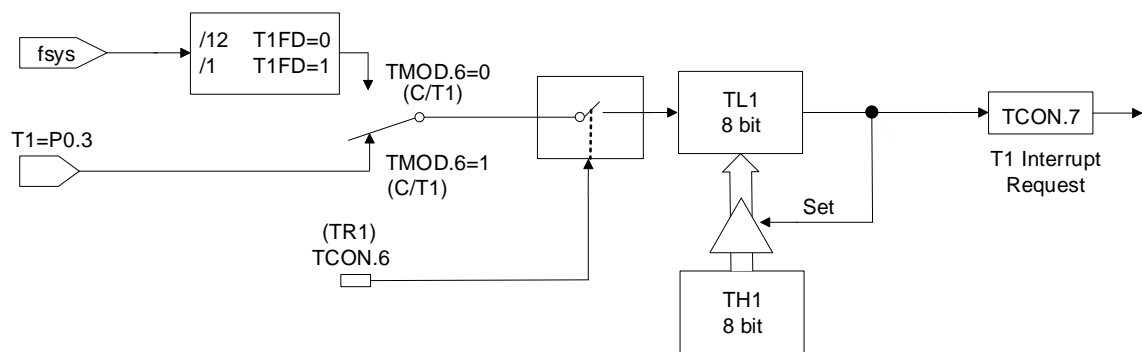 fsys
/12 T1FD=0
/1 T1FD=1
TMOD.6=0
(C/T1)
T1=P0.3
TMOD.6=1
(C/T1)
(TR1)
TCON.6
TL1
8 bit
TCON.7
T1 Interrupt
Request
Set
TH1
8 bit